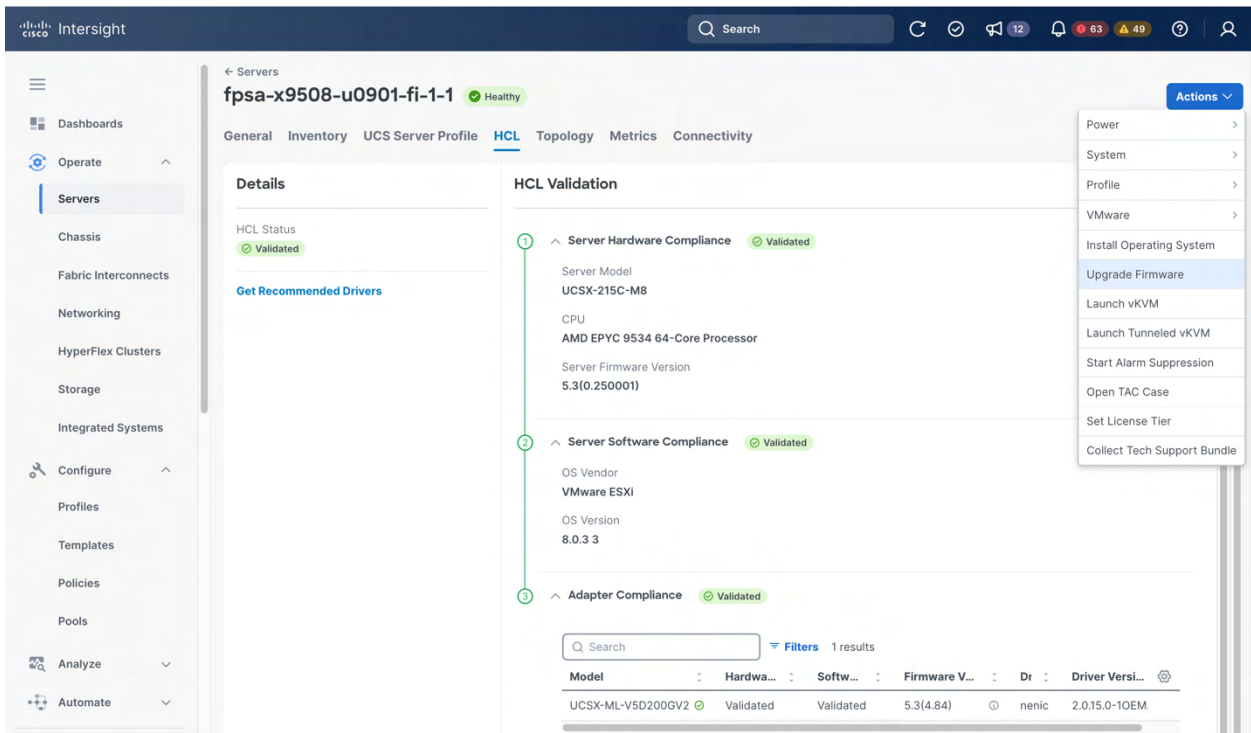 CISCO Intersight
Search
12
63
49
← Servers
fpsa-x9508-u0901-fi-1-1 Healthy
Actions
General Inventory UCS Server Profile HCL Topology Metrics Connectivity
Dashboards
Operate
Servers
Chassis
Fabric Interconnects
Networking
HyperFlex Clusters
Storage
Integrated Systems
Configure
Profiles
Templates
Policies
Pools
Analyze
Automate
Details
HCL Status
Validated
Get Recommended Drivers
HCL Validation
1 Server Hardware Compliance Validated
Server Model
UCSX-215C-M8
CPU
AMD EPYC 9534 64-Core Processor
Server Firmware Version
5.3(0.250001)
2 Server Software Compliance Validated
OS Vendor
VMware ESXi
OS Version
8.0.3 3
3 Adapter Compliance Validated
Search Filters 1 results
Model Hardwa... Softw... Firmware V... Dr Driver Versi...
UCSX-ML-V5D200GV2 Validated Validated 5.3(4.84) nenic 2.0.15.0-1OEM.
Power
System
Profile
VMware
Install Operating System
Upgrade Firmware
Launch vKVM
Launch Tunneled vKVM
Start Alarm Suppression
Open TAC Case
Set License Tier
Collect Tech Support Bundle